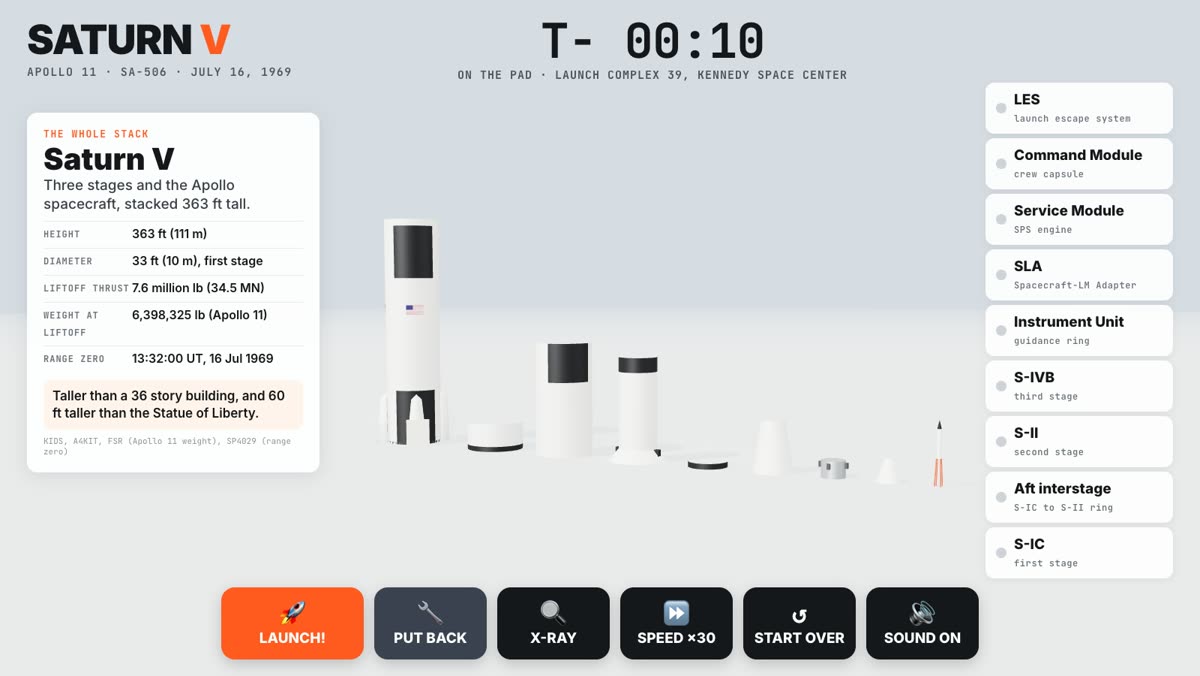 SATURN V
APOLLO 11 · SA-506 · JULY 16, 1969
T- 00:10
ON THE PAD · LAUNCH COMPLEX 39, KENNEDY SPACE CENTER
THE WHOLE STACK
Saturn V
Three stages and the Apollo
spacecraft, stacked 363 ft tall.
HEIGHT 363 ft (111 m)
DIAMETER 33 ft (10 m), first stage
LIFTOFF THRUST 7.6 million lb (34.5 MN)
WEIGHT AT 6,398,325 lb (Apollo 11)
LIFTOFF
RANGE ZERO 13:32:00 UT, 16 Jul 1969
Taller than a 36 story building, and 60
ft taller than the Statue of Liberty.
KIDS, A4KIT, FSR (Apollo 11 weight), SP4029 (range
zero)
LES
launch escape system
Command Module
crew capsule
Service Module
SPS engine
SLA
Spacecraft-LM Adapter
Instrument Unit
guidance ring
S-IVB
third stage
S-II
second stage
Aft interstage
S-IC to S-II ring
S-IC
first stage
LAUNCH!
PUT BACK
X-RAY
SPEED ×30
START OVER
SOUND ON